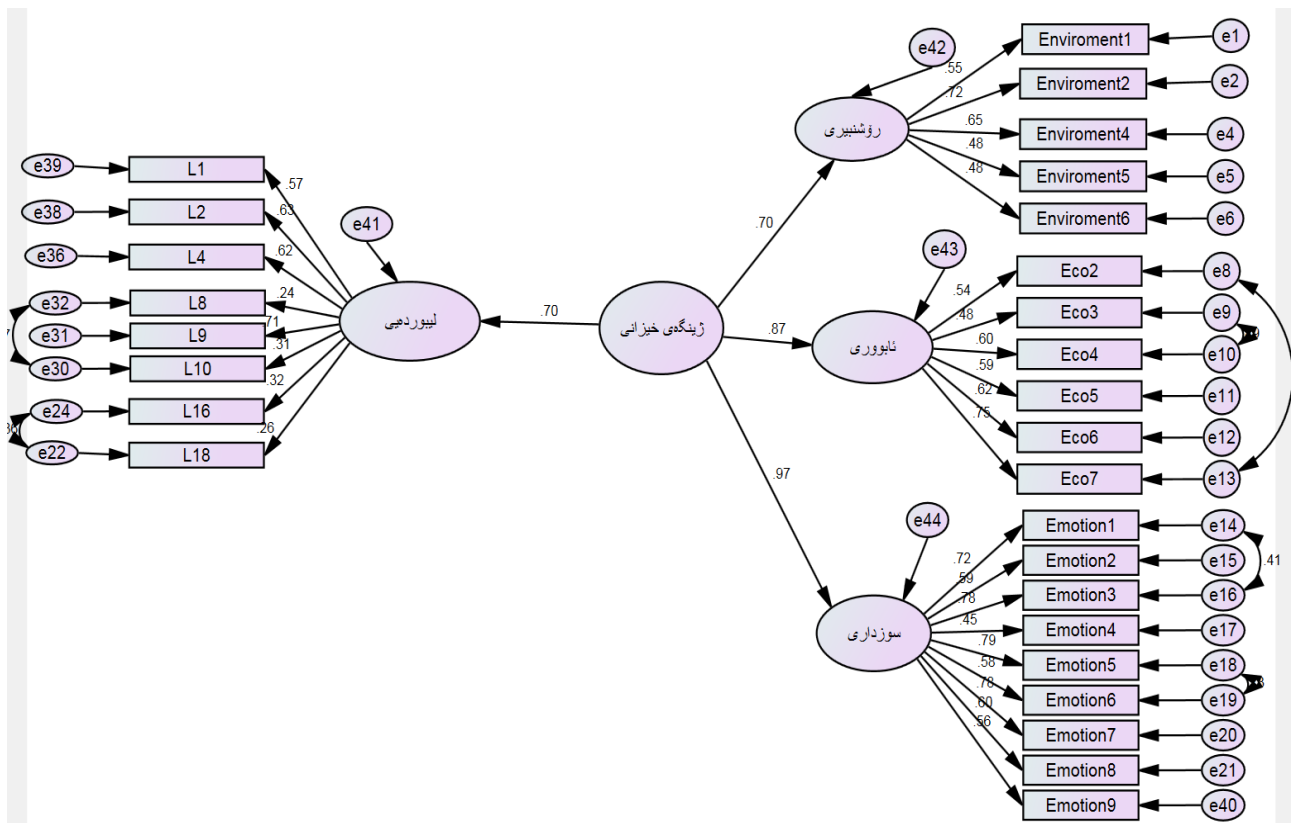 e39
L1
.57
e38
L2
.63
e36
L4
.62
e32
L8
.24
e31
L9
.71
e30
L10
.31
e24
L16
.32
e22
L18
.26
e41
لیبوردەیی
.70
ژینگەی خیزانی
.70
.87
.97
e42
رۆشنبیری
.55
Enviroment1
e1
.72
Enviroment2
e2
.65
Enviroment4
e4
.48
Enviroment5
e5
.48
Enviroment6
e6
e43
ئابووری
.54
Eco2
e8
.48
Eco3
e9
.60
Eco4
e10
.59
Eco5
e11
.62
Eco6
e12
.75
Eco7
e13
e44
سوزداری
.72
Emotion1
e14
.59
Emotion2
e15
.41
.78
Emotion3
e16
.45
Emotion4
e17
.79
Emotion5
e18
.58
Emotion6
e19
.78
Emotion7
e20
.60
Emotion8
e21
.56
Emotion9
e40